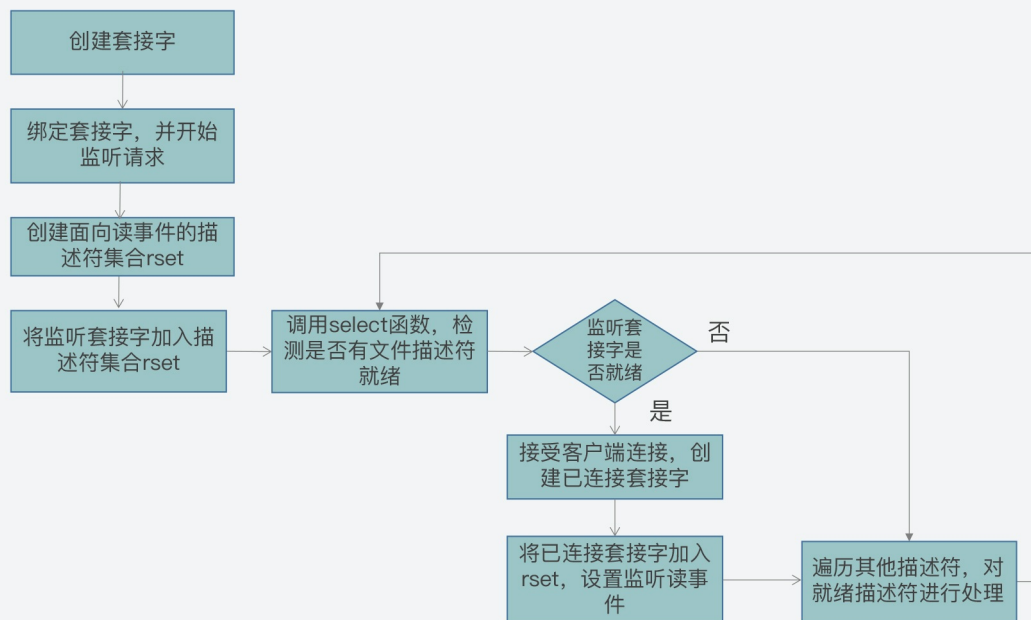 创建套接字
绑定套接字，并开始
监听请求
创建面向读事件的描
述符集合rset
将监听套接字加入描
述符集合rset
调用select函数，检
测是否有文件描述符
就绪
监听套
接字是
否就绪
否
是
接受客户端连接，创
建已连接套接字
将已连接套接字加入
rset，设置监听读事
件
遍历其他描述符，对
就绪描述符进行处理